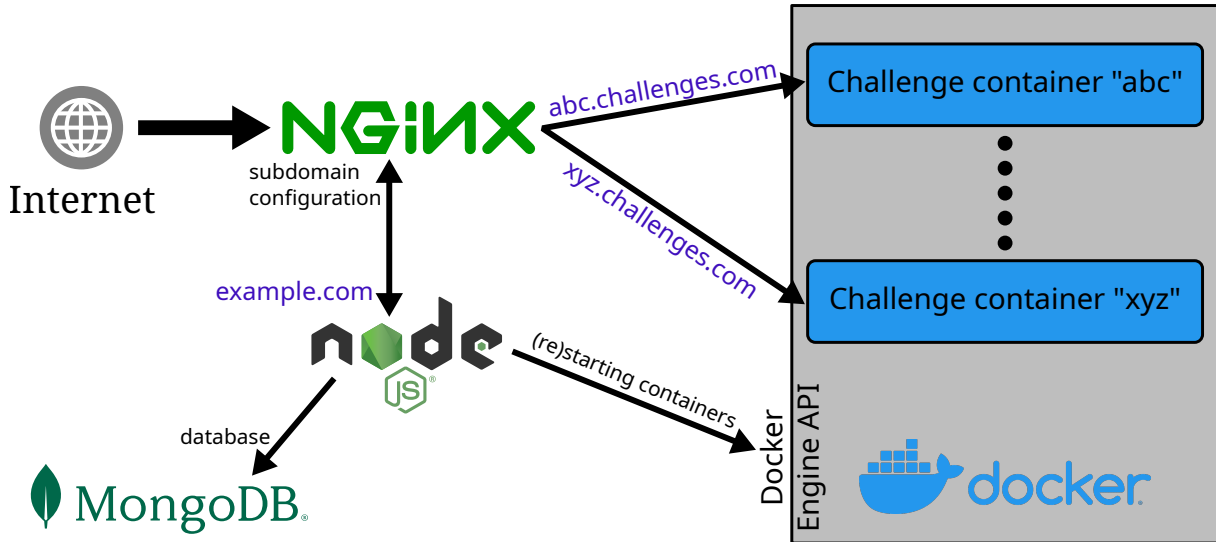 Internet
NGINX
subdomain
configuration
example.com
node
JS®
database
MongoDB®
abc.challenges.com
xyz.challenges.com
(re)starting containers
Docker
Engine API
Challenge container "abc"
Challenge container "xyz"
docker